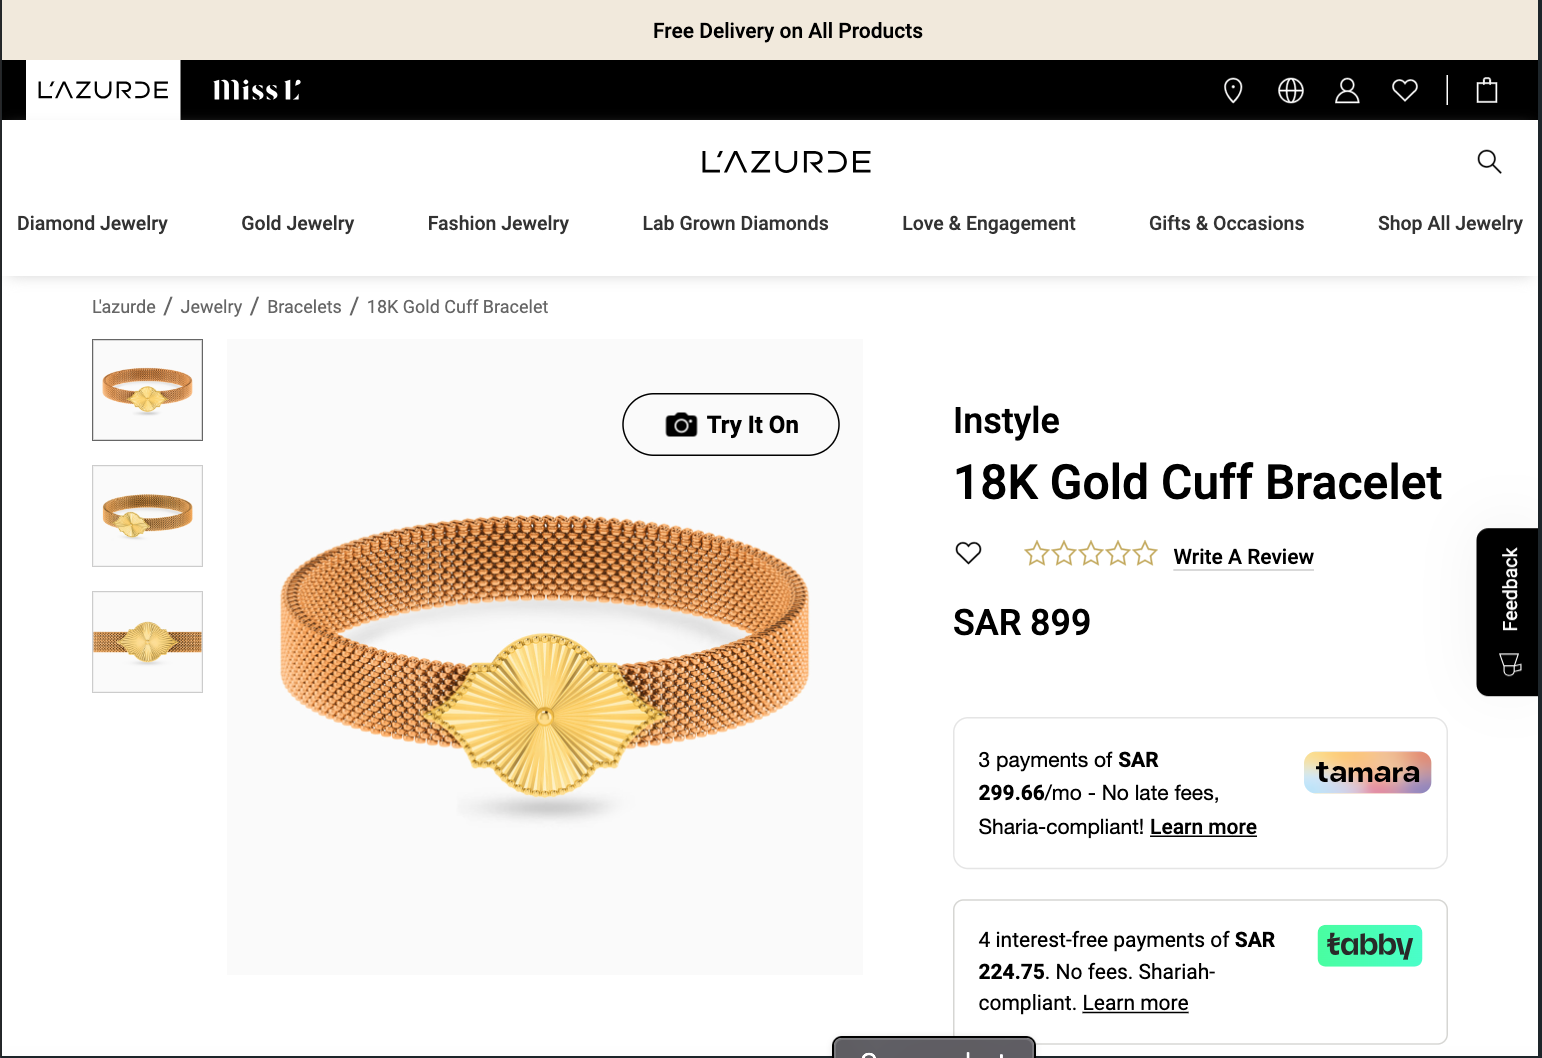 Free Delivery on All Products
L'AZURDE
Miss L'
L'AZURDE
Diamond Jewelry
Gold Jewelry
Fashion Jewelry
Lab Grown Diamonds
Love & Engagement
Gifts & Occasions
Shop All Jewelry
L'azurde / Jewelry / Bracelets / 18K Gold Cuff Bracelet
Try It On
Instyle
18K Gold Cuff Bracelet
Write A Review
SAR 899
Feedback
3 payments of SAR
299.66/mo - No late fees,
Sharia-compliant! Learn more
tamara
4 interest-free payments of SAR
224.75. No fees. Shariah-
compliant. Learn more
tabby